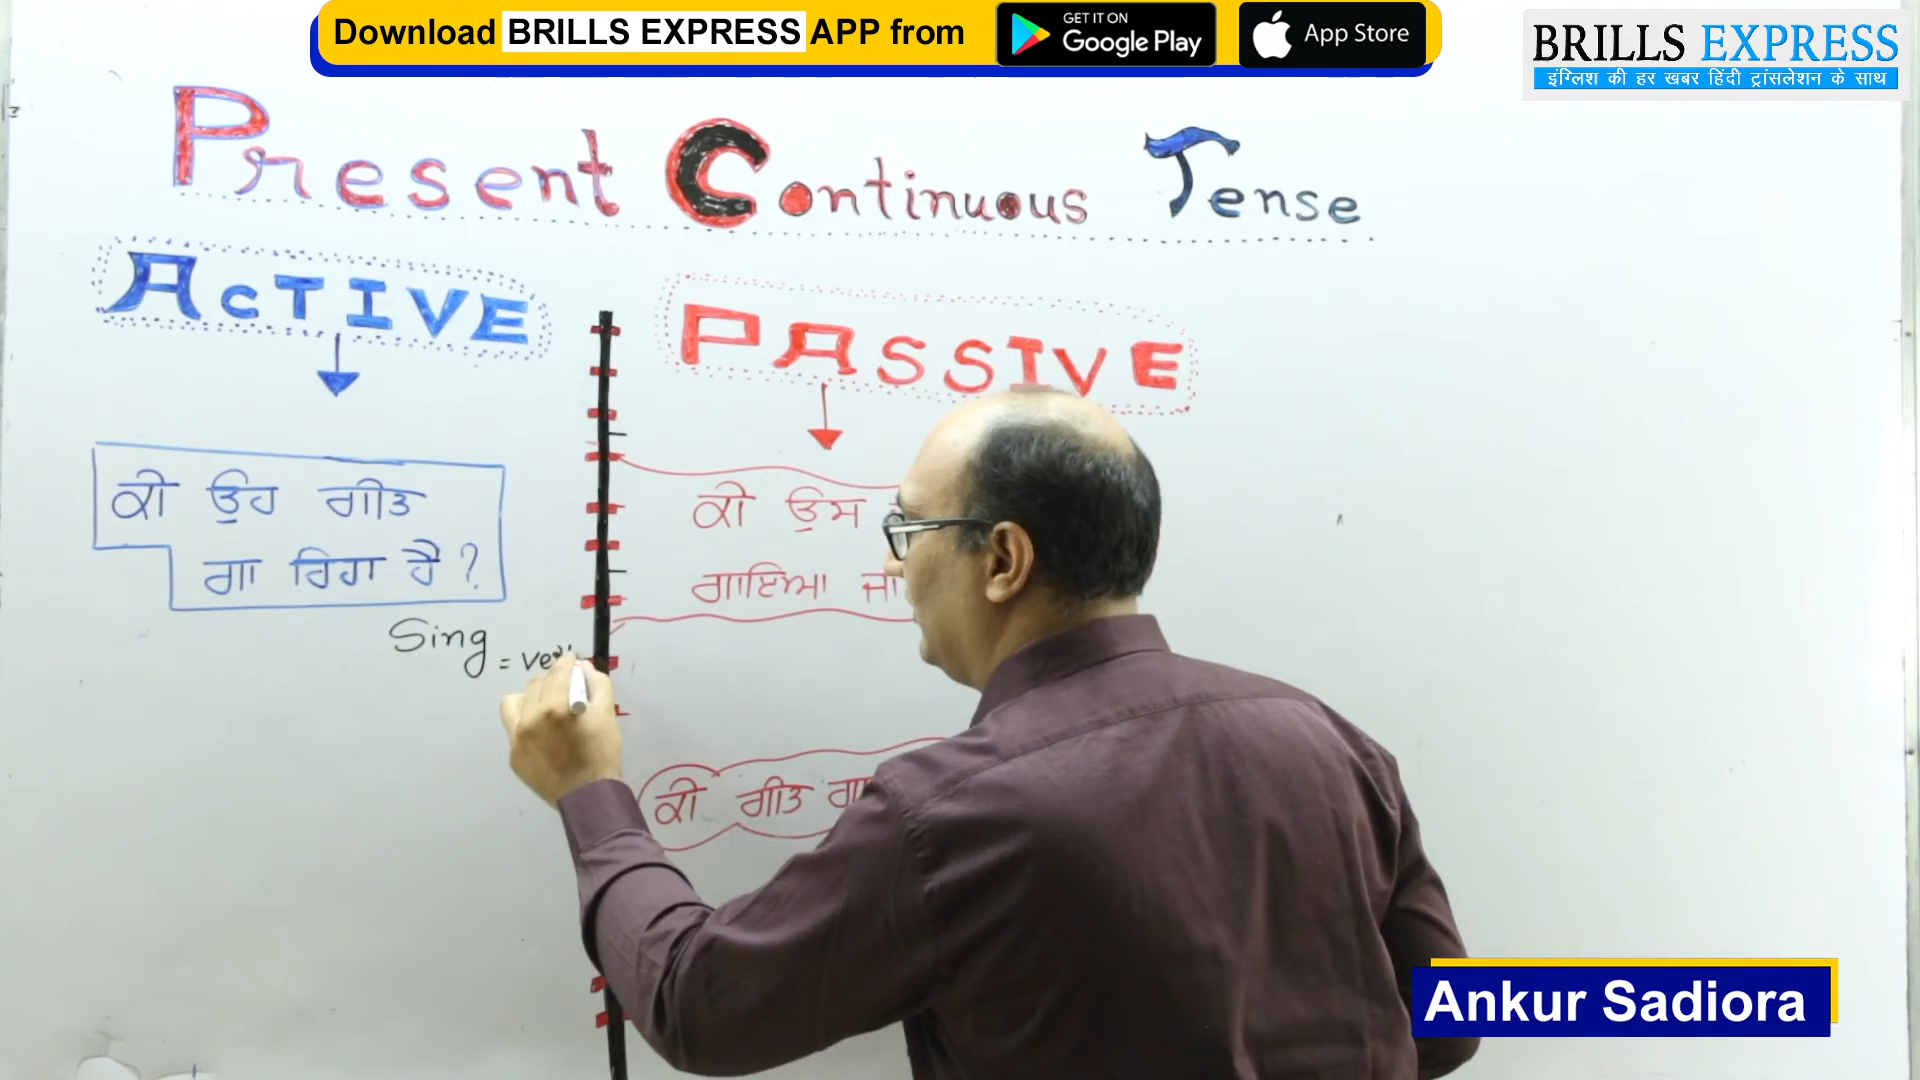 Download BRILLS EXPRESS APP from
GET IT ON
Google Play
App Store
BRILLS EXPRESS
इंग्लिश की हर खबर हिंदी ट्रांसलेशन के साथ
Present Continuous Tense
ACTIVE
PASSIVE
ਕੀ ਉਹ ਗੀਤ
ਗਾ ਰਿਹਾ ਹੈ ?
ਕੀ ਉਸ
ਗਾਇਆ ਜਾ
Sing
ਕੀ ਗੀਤ
Ankur Sadiora